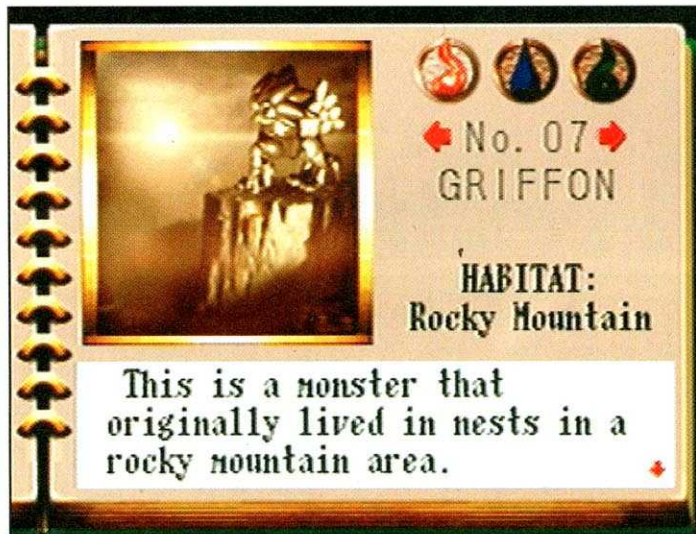 No. 07
GRIFFON
HABITAT:
Rocky Mountain
This is a monster that
originally lived in nests in a
rocky mountain area.